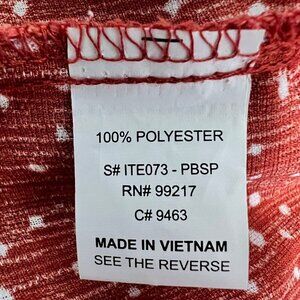 100% POLYESTER
S# ITE073 - PBSP
RN# 99217
C# 9463
MADE IN VIETNAM
SEE THE REVERSE